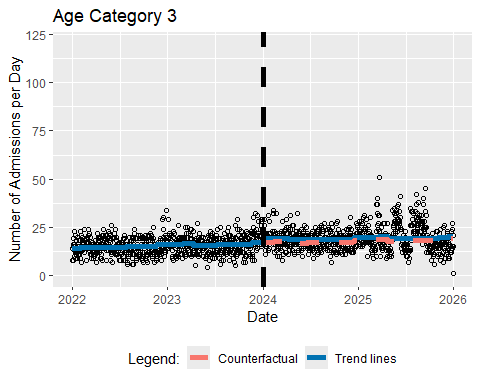 Age Category 3
125
100
75
50
25
0
Number of Admissions per Day
2022 2023 2024 2025 2026
Date
Legend: Counterfactual Trend lines